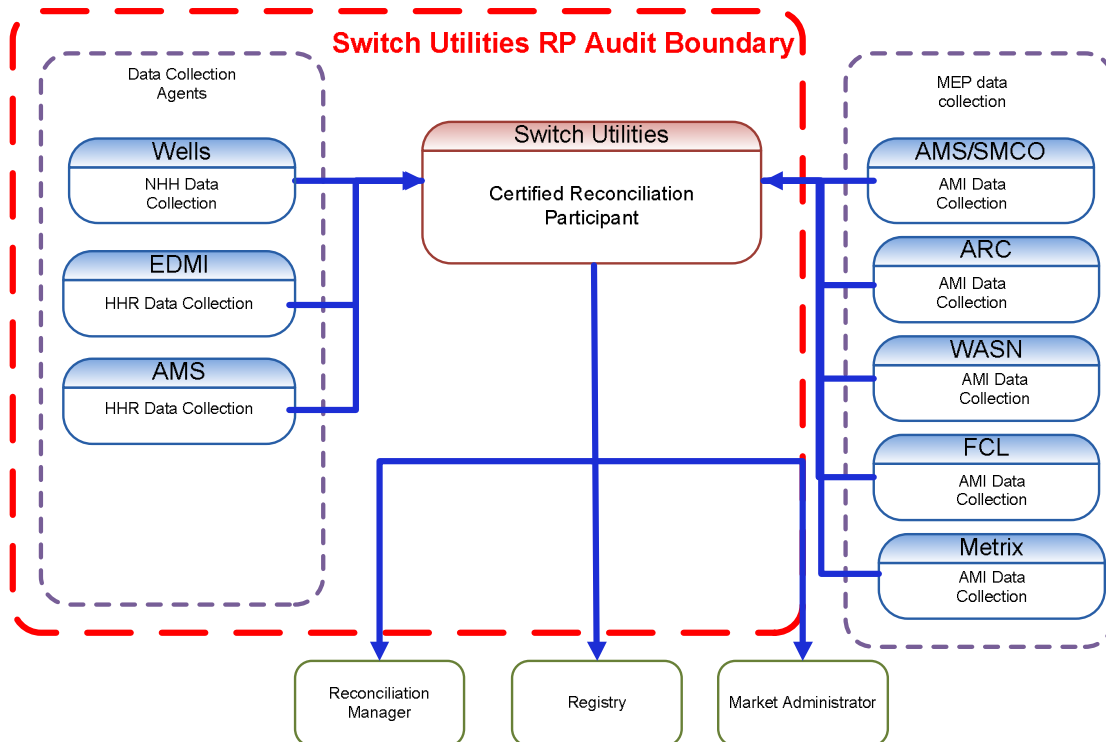 Switch Utilities RP Audit Boundary
Data Collection
Agents
Wells
NHH Data
Collection
EDMI
HHR Data Collection
AMS
HHR Data Collection
Switch Utilities
Certified Reconciliation
Participant
MEP data
collection
AMS/SMCO
AMI Data
Collection
ARC
AMI Data
Collection
WASN
AMI Data
Collection
FCL
AMI Data
Collection
Metrix
AMI Data
Collection
Reconciliation
Manager
Registry
Market Administrator